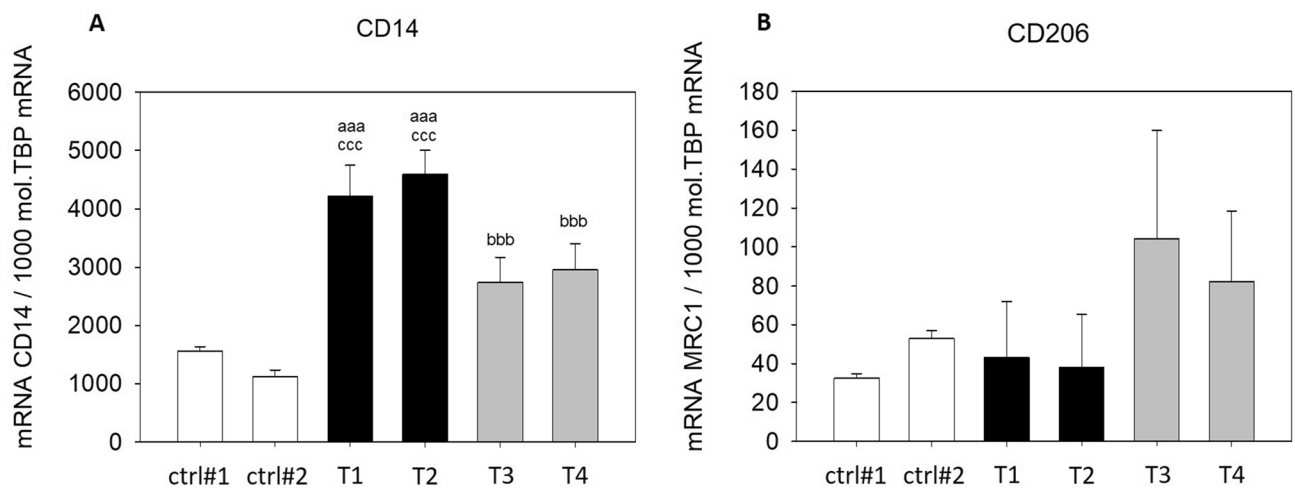 A
CD14
mRNA CD14 / 1000 mol.TBP mRNA
6000
5000
4000
3000
2000
1000
0
aaa
ccc
aaa
ccc
bbb
bbb
ctrl#1 ctrl#2 T1 T2 T3 T4
B
CD206
mRNA MRC1 / 1000 mol.TBP mRNA
180
160
140
120
100
80
60
40
20
0
ctrl#1 ctrl#2 T1 T2 T3 T4